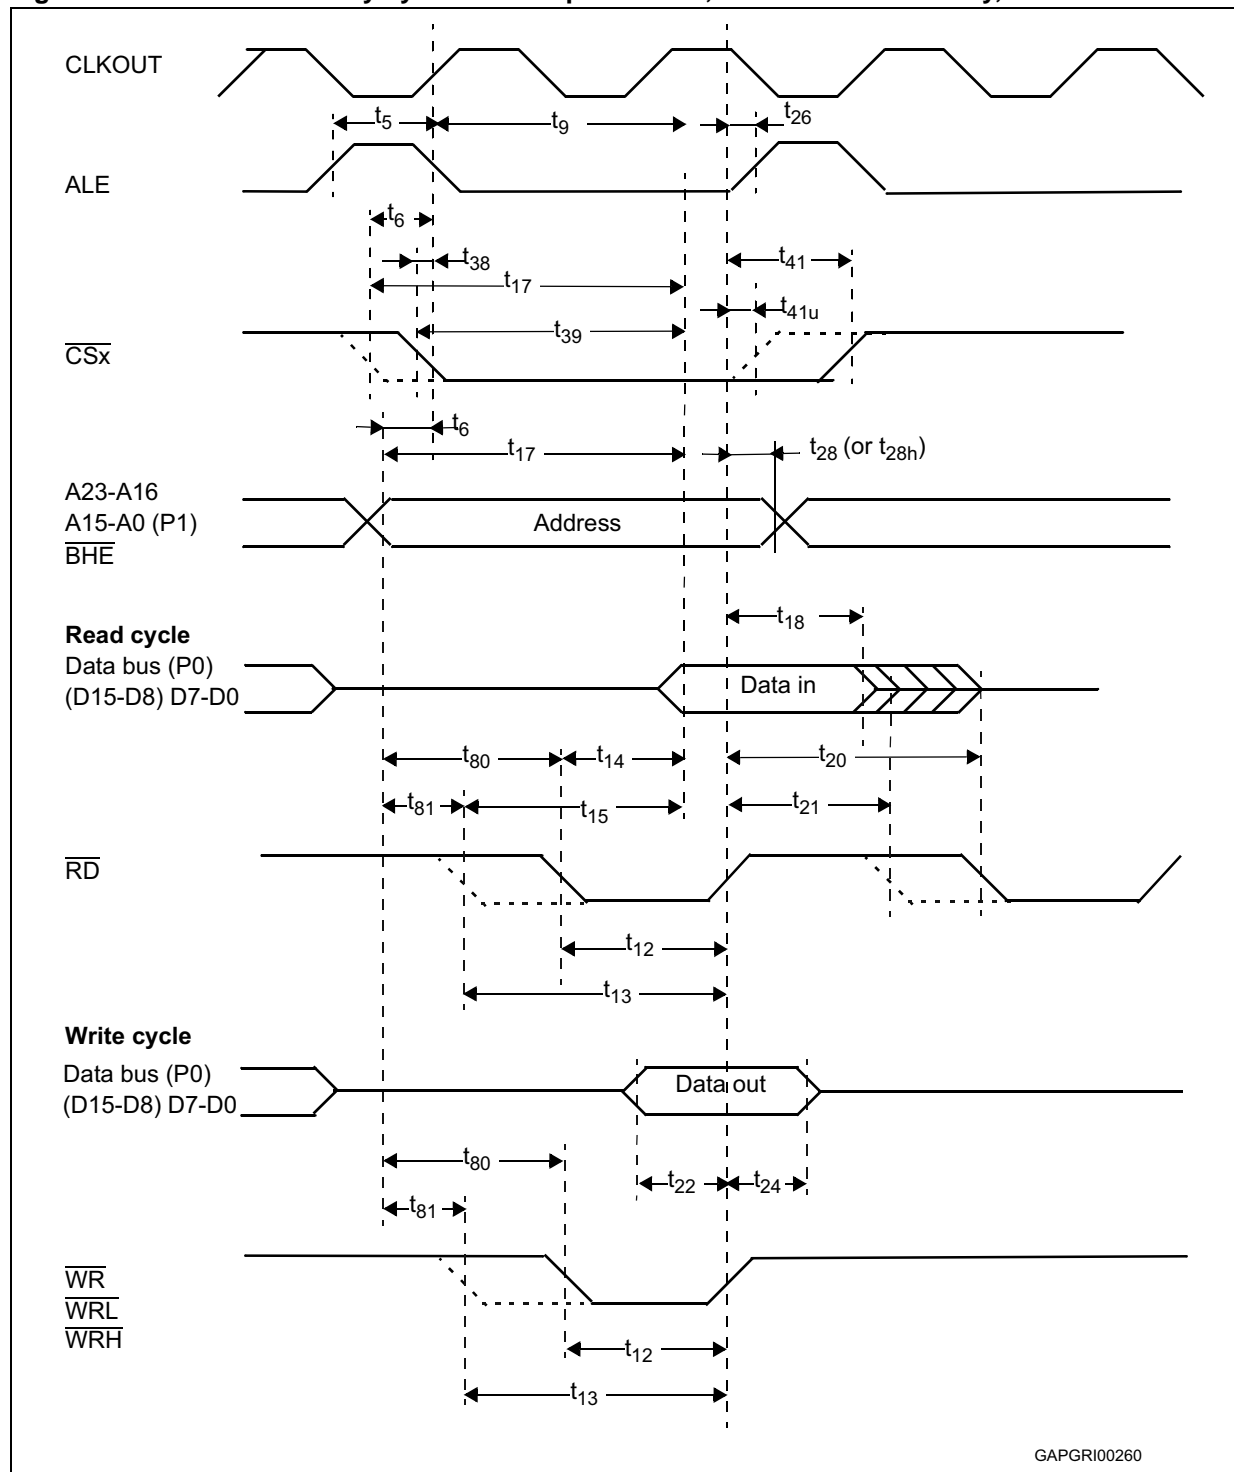 CLKOUT
t5
t9
t26
ALE
t6
t38
t17
t41
t41u
t39
CSx
t6
t17
t28 (or t28h)
A23-A16
A15-A0 (P1)
Address
BHE
t18
Read cycle
Data bus (P0)
Data in
(D15-D8) D7-D0
t80
t14
t20
t81
t15
t21
RD
t12
t13
Write cycle
Data bus (P0)
Data out
(D15-D8) D7-D0
t80
t22
t24
t81
WR
WRL
WRH
t12
t13
GAPGRI00260